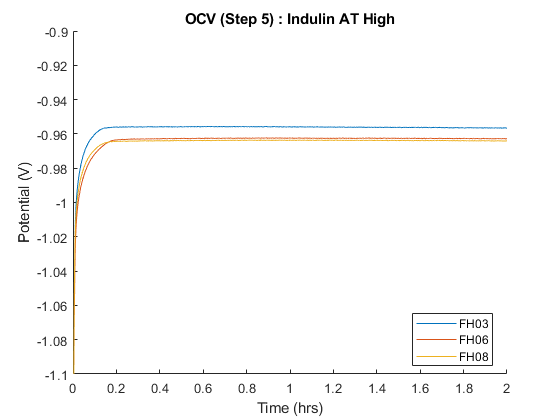 OCV (Step 5) : Indulin AT High
-0.9
-0.92
-0.94
-0.96
-0.98
-1
-1.02
-1.04
-1.06
-1.08
-1.1
Potential (V)
FH03
FH06
FH08
0 0.2 0.4 0.6 0.8 1 1.2 1.4 1.6 1.8 2
Time (hrs)